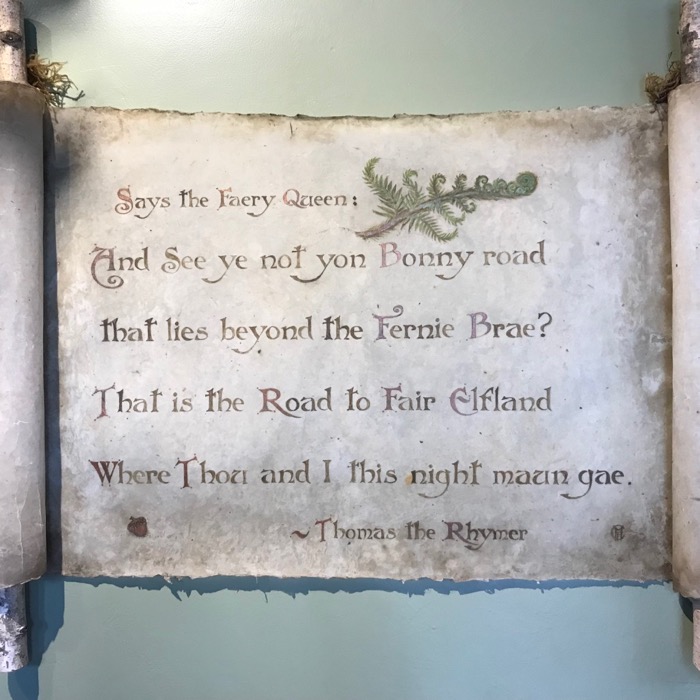 Says the Faery Queen:
And See ye not yon Bonny road
that lies beyond the Fernie Brae?
That is the Road to Fair Elfland
Where Thou and I this night maun gae.
~Thomas the Rhymer